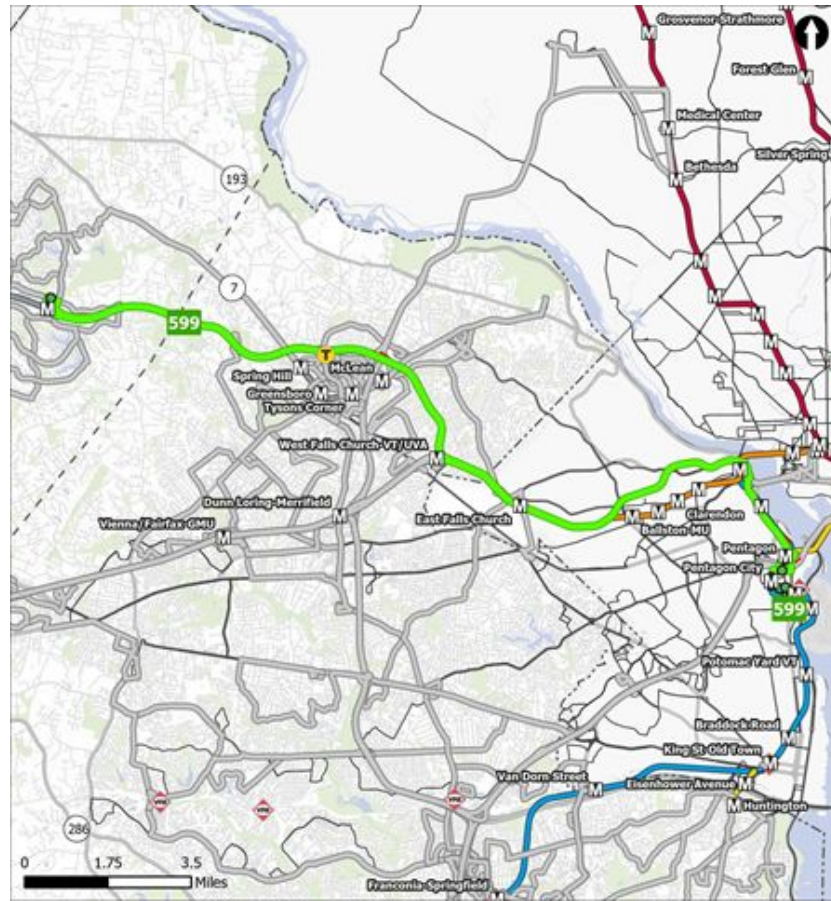 Grosvenor-Strathmore
Forest Glen
Medical Center
Silver Spring
Bethesda
193
7
599
T
McLean
Spring Hill
Greensboro
Tysons Corner
West Falls Church-VT/UVA
Dunn Loring-Merrifield
East Falls Church
Clarendon
Vienna/Fairfax-GMU
Ballston-MU
Pentagon
Pentagon City
599
Potomac Yard VT
Braddock Road
King St-Old Town
Van Dorn Street
Eisenhower Avenue
Huntington
VRE
VRE
VRE
286
0 1.75 3.5
Miles
Franconia-Springfield